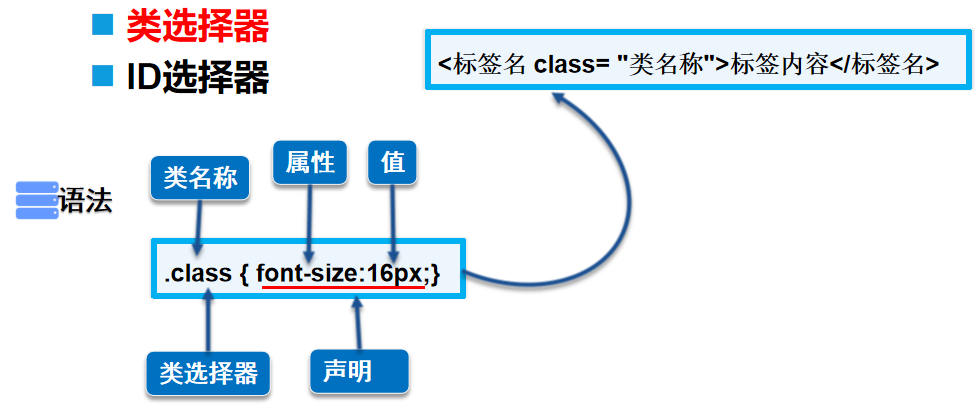 类选择器
ID选择器
<标签名 class= "类名称">标签内容</标签名>
类名称
属性
值
语法
.class { font-size:16px;}
类选择器
声明